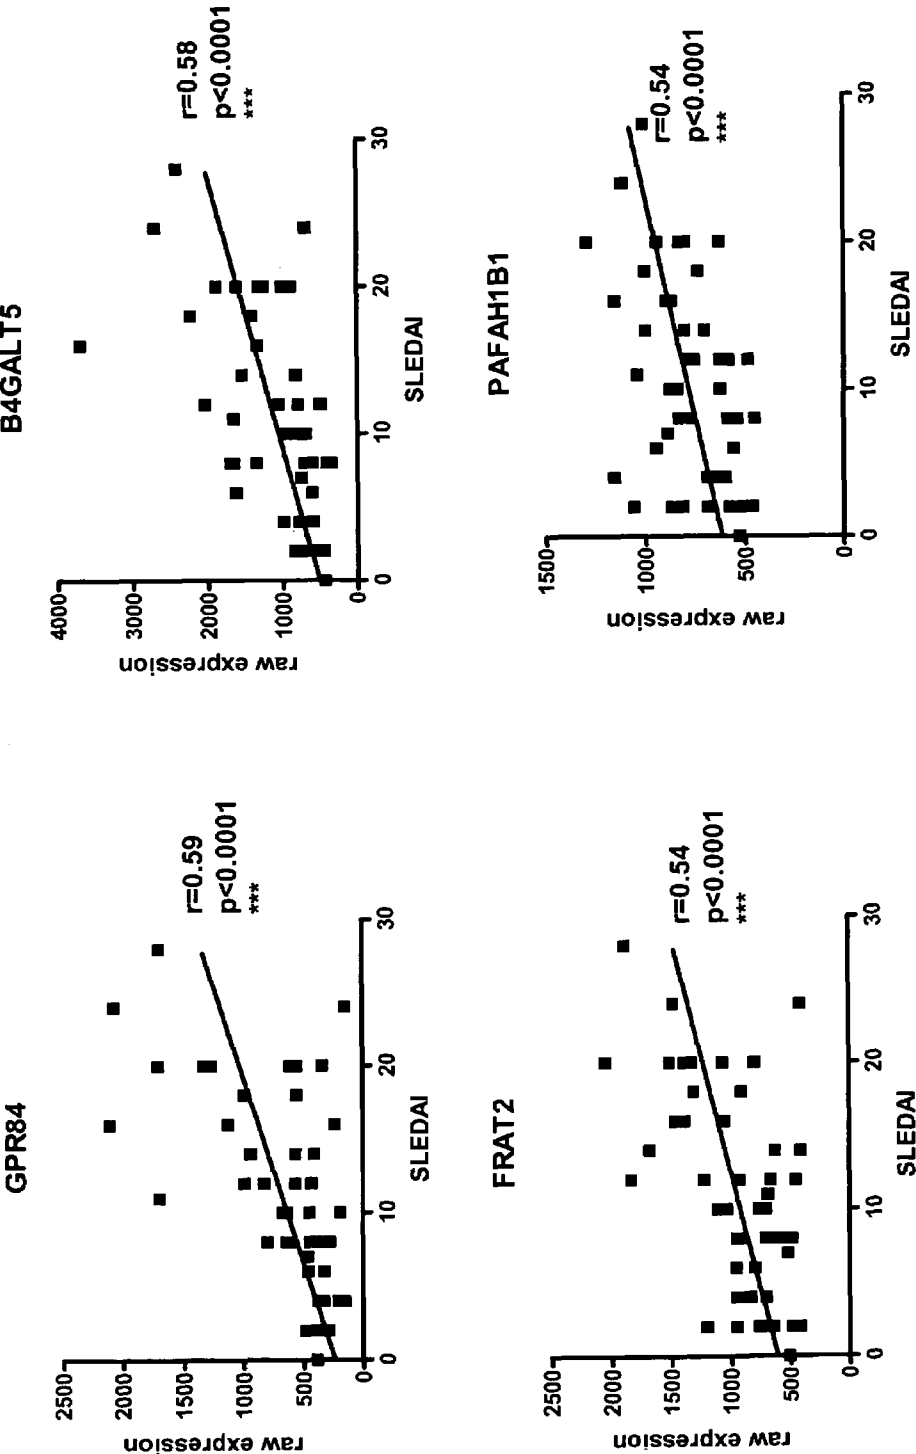 GPR84
raw expression
2500
2000
1500
1000
500
0
0
10
20
30
SLEDAI
r=0.59
p<0.0001
***
B4GALT5
raw expression
4000
3000
2000
1000
0
0
10
20
30
SLEDAI
r=0.58
p<0.0001
***
FRAT2
raw expression
2500
2000
1500
1000
500
0
0
10
20
30
SLEDAI
r=0.54
p<0.0001
***
PAFAH1B1
raw expression
1500
1000
500
0
0
10
20
30
SLEDAI
r=0.54
p<0.0001
***